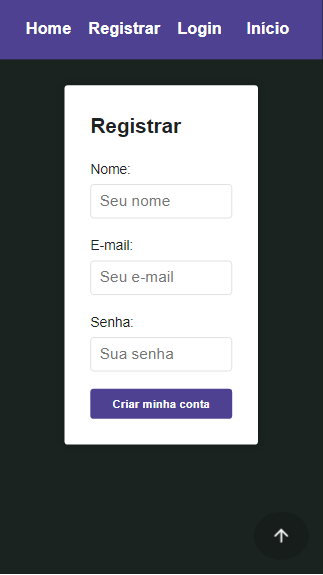 Home Registrar Login Início
Registrar
Nome:
Seu nome
E-mail:
Seu e-mail
Senha:
Sua senha
Criar minha conta